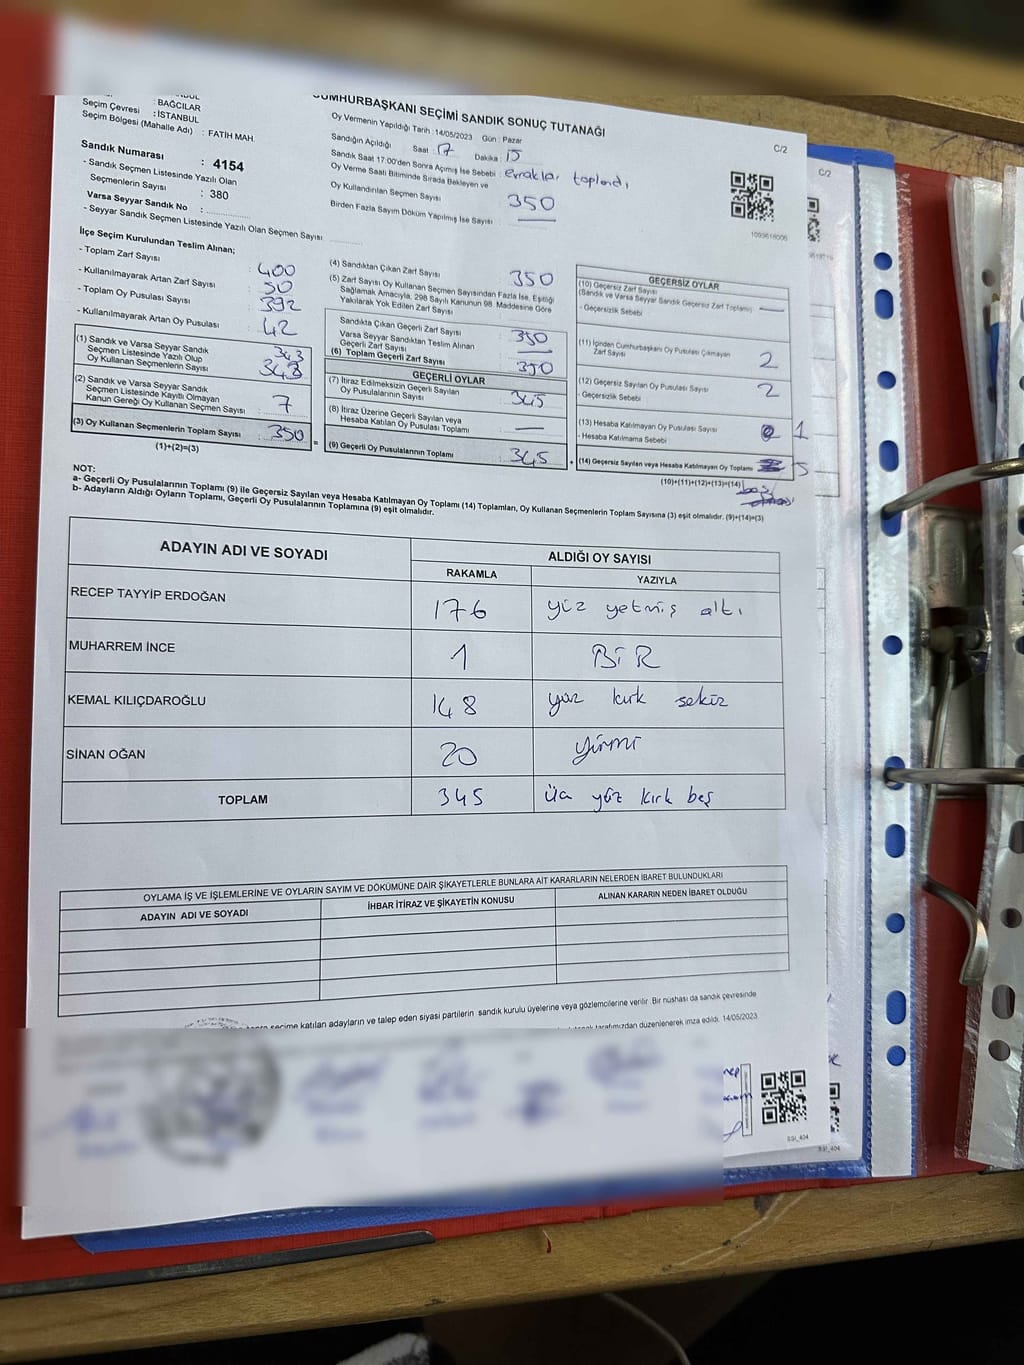 CUMHURBAŞKANI SEÇİMİ SANDIK SONUÇ TUTANAĞI
C/2
: BAĞCILAR
Seçim Çevresi : İSTANBUL
Seçim Bölgesi (Mahalle Adı) : FATİH MAH.
Sandık Numarası : 4154
- Sandık Seçmen Listesinde Yazılı Olan
Seçmenlerin Sayısı : 380
Varsa Seyyar Sandık No :
- Seyyar Sandık Seçmen Listesinde Yazılı Olan Seçmen Sayısı
Oy Vermenin Yapıldığı Tarih :14/05/2023 Gün : Pazar
Sandığın Açıldığı Saat : 17 Dakika : 15
Sandık Saat 17:00'den Sonra Açılmış İse Sebebi : evraklar toplandı
Oy Verme Saati Bitiminde Sırada Bekleyen ve
Oy Kullandırılan Seçmen Sayısı 350
Birden Fazla Sayım Döküm Yapılmış İse Sayısı :
İlçe Seçim Kurulundan Teslim Alınan;
- Toplam Zarf Sayısı : 400
- Kullanılmayarak Artan Zarf Sayısı : 50
- Toplam Oy Pusulası Sayısı : 392
- Kullanılmayarak Artan Oy Pusulası : 42
(1) Sandık ve Varsa Seyyar Sandık
Seçmen Listesinde Yazılı Olup
Oy Kullanan Seçmenlerin Sayısı : 343
343
(2) Sandık ve Varsa Seyyar Sandık
Seçmen Listesinde Kayıtlı Olmayan
Kanun Gereği Oy Kullanan Seçmen Sayısı : 7
(3) Oy Kullanan Seçmenlerin Toplam Sayısı : 350
(1)+(2)=(3)
(4) Sandıktan Çıkan Zarf Sayısı 350
(5) Zarf Sayısı Oy Kullanan Seçmen Sayısından Fazla İse, Eşitliği
Sağlamak Amacıyla, 298 Sayılı Kanunun 98. Maddesine Göre
Yakılarak Yok Edilen Zarf Sayısı
Sandıkta Çıkan Geçerli Zarf Sayısı 350
Varsa Seyyar Sandıktan Teslim Alınan
Geçerli Zarf Sayısı
(6) Toplam Geçerli Zarf Sayısı 350
GEÇERLİ OYLAR
(7) İtiraz Edilmeksizin Geçerli Sayılan
Oy Pusulalarının Sayısı : 345
(8) İtiraz Üzerine Geçerli Sayılan veya
Hesaba Katılan Oy Pusulası Toplamı : —
(9) Geçerli Oy Pusulalarının Toplamı : 345
GEÇERSİZ OYLAR
(10) Geçersiz Zarf Sayısı
(Sandık ve Varsa Seyyar Sandık Geçersiz Zarf Toplamı) —
- Geçersizlik Sebebi :
(11) İçinden Cumhurbaşkanı Oy Pusulası Çıkmayan
Zarf Sayısı : 2
(12) Geçersiz Sayılan Oy Pusulası Sayısı : 2
- Geçersizlik Sebebi
(13) Hesaba Katılmayan Oy Pusulası Sayısı : 1
- Hesaba Katılmama Sebebi :
(14) Geçersiz Sayılan veya Hesaba Katılmayan Oy Toplamı 5
(10)+(11)+(12)+(13)=(14) beş
NOT:
a- Geçerli Oy Pusulalarının Toplamı (9) ile Geçersiz Sayılan veya Hesaba Katılmayan Oy Toplamı (14) Toplamları, Oy Kullanan Seçmenlerin Toplam Sayısına (3) eşit olmalıdır. (9)+(14)=(3)
b- Adayların Aldığı Oyların Toplamı, Geçerli Oy Pusulalarının Toplamına (9) eşit olmalıdır.
ADAYIN ADI VE SOYADI ALDIĞI OY SAYISI
RAKAMLA YAZIYLA
RECEP TAYYİP ERDOĞAN 176 yüz yetmiş altı
MUHARREM İNCE 1 BİR
KEMAL KILIÇDAROĞLU 148 yüz kırk sekiz
SİNAN OĞAN 20 yirmi
TOPLAM 345 üç yüz kırk beş
OYLAMA İŞ VE İŞLEMLERİNE VE OYLARIN SAYIM VE DÖKÜMÜNE DAİR ŞİKAYETLERLE BUNLARA AİT KARARLARIN NELERDEN İBARET BULUNDUKLARI
ADAYIN ADI VE SOYADI İHBAR İTİRAZ VE ŞİKAYETİN KONUSU ALINAN KARARIN NEDEN İBARET OLDUĞU
seçime katılan adayların ve talep eden siyasi partilerin sandık kurulu üyelerine veya gözlemcilerine verilir. Bir nüshası da sandık çevresinde
tarafımızdan düzenlenerek imza edildi. 14/05/2023
C/2
SSİ_404
SSİ_404